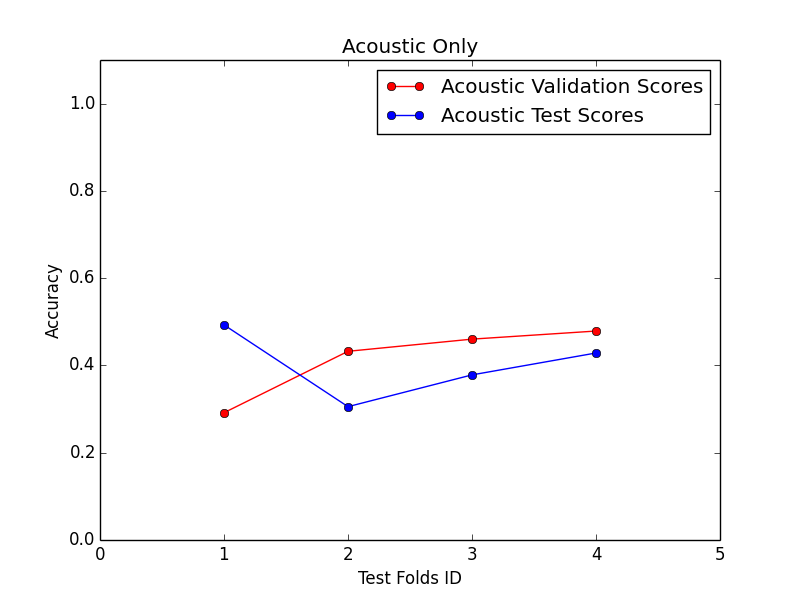 Acoustic Only
Acoustic Validation Scores
Acoustic Test Scores
1.0
0.8
0.6
0.4
0.2
0.0
Accuracy
0 1 2 3 4 5
Test Folds ID